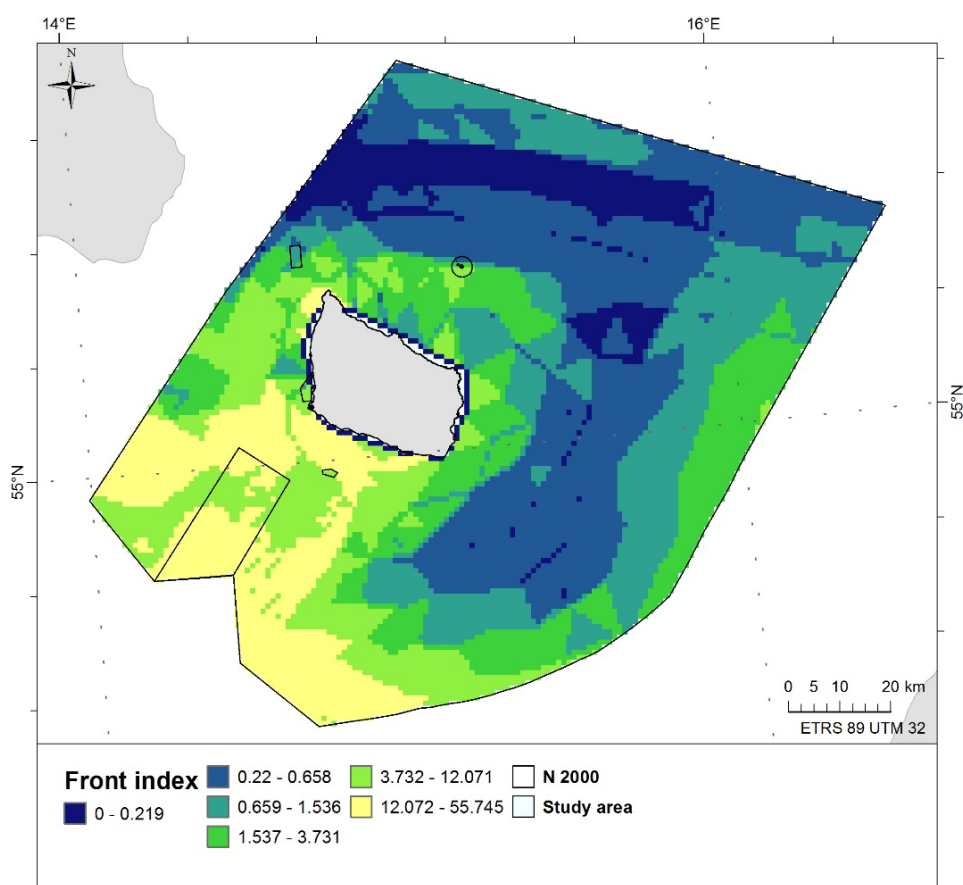 14°E
16°E
N
55°N
55°N
0 5 10 20 km
ETRS 89 UTM 32
Front index
0 - 0.219
0.22 - 0.658
0.659 - 1.536
1.537 - 3.731
3.732 - 12.071
12.072 - 55.745
N 2000
Study area